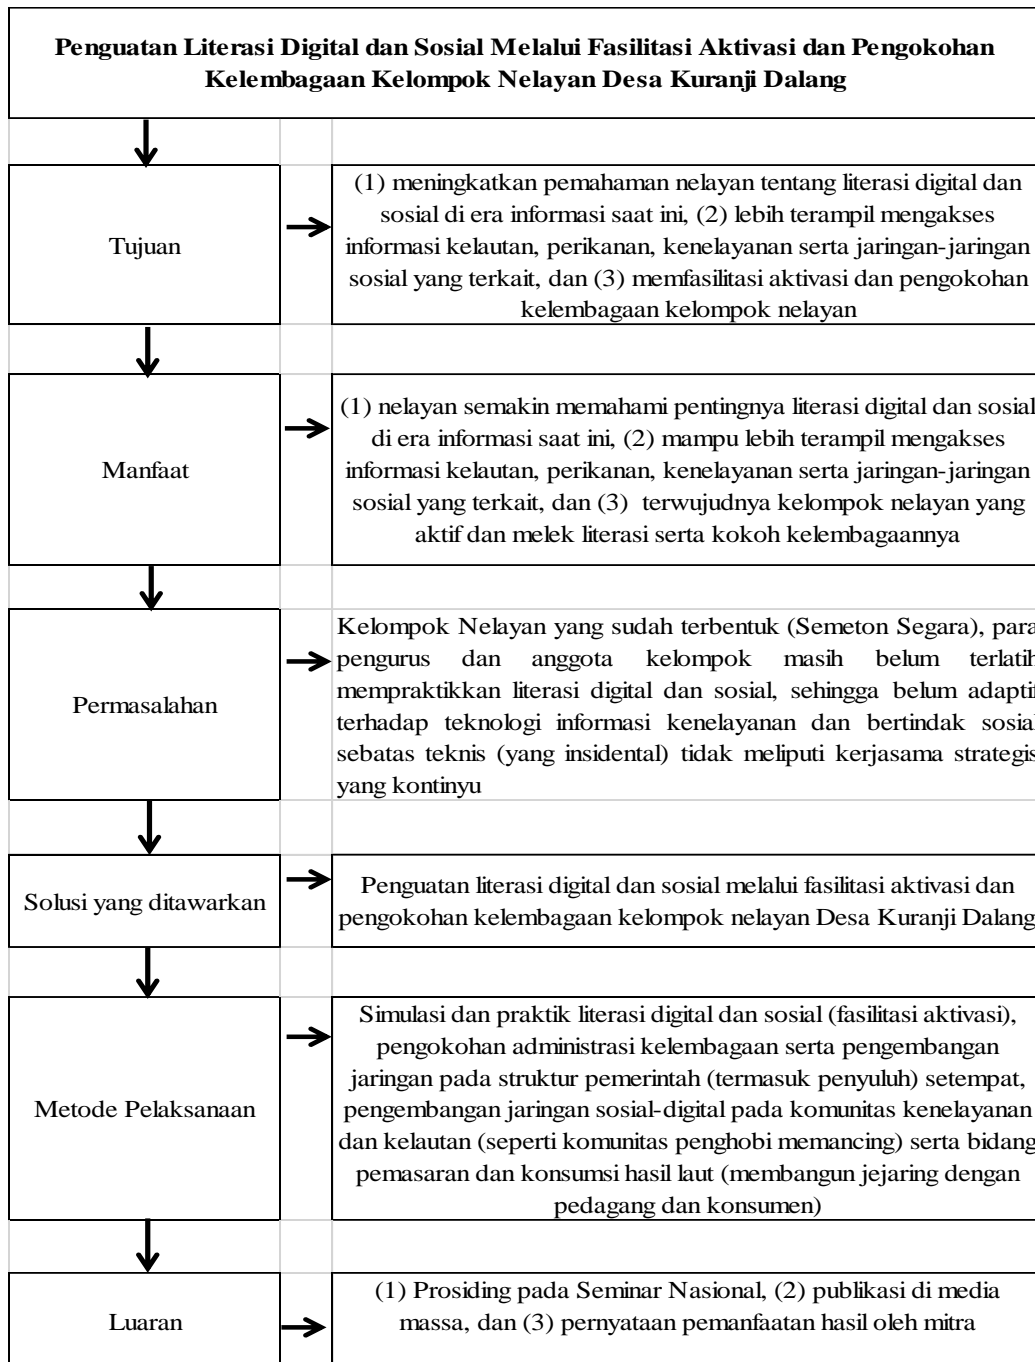 Penguatan Literasi Digital dan Sosial Melalui Fasilitasi Aktivasi dan Pengokohan
Kelembagaan Kelompok Nelayan Desa Kuranji Dalang
Tujuan
(1) meningkatkan pemahaman nelayan tentang literasi digital dan
sosial di era informasi saat ini, (2) lebih terampil mengakses
informasi kelautan, perikanan, kenelayanan serta jaringan-jaringan
sosial yang terkait, dan (3) memfasilitasi aktivasi dan pengokohan
kelembagaan kelompok nelayan
Manfaat
(1) nelayan semakin memahami pentingnya literasi digital dan sosial
di era informasi saat ini, (2) mampu lebih terampil mengakses
informasi kelautan, perikanan, kenelayanan serta jaringan-jaringan
sosial yang terkait, dan (3) terwujudnya kelompok nelayan yang
aktif dan melek literasi serta kokoh kelembagaannya
Permasalahan
Kelompok Nelayan yang sudah terbentuk (Semeton Segara), para
pengurus dan anggota kelompok masih belum terlatih
mempraktikkan literasi digital dan sosial, sehingga belum adaptif
terhadap teknologi informasi kenelayanan dan bertindak sosial
sebatas teknis (yang insidental) tidak meliputi kerjasama strategis
yang kontinyu
Solusi yang ditawarkan
Penguatan literasi digital dan sosial melalui fasilitasi aktivasi dan
pengokohan kelembagaan kelompok nelayan Desa Kuranji Dalang
Metode Pelaksanaan
Simulasi dan praktik literasi digital dan sosial (fasilitasi aktivasi),
pengokohan administrasi kelembagaan serta pengembangan
jaringan pada struktur pemerintah (termasuk penyuluh) setempat,
pengembangan jaringan sosial-digital pada komunitas kenelayanan
dan kelautan (seperti komunitas penghobi memancing) serta bidang
pemasaran dan konsumsi hasil laut (membangun jejaring dengan
pedagang dan konsumen)
Luaran
(1) Prosiding pada Seminar Nasional, (2) publikasi di media
massa, dan (3) pernyataan pemanfaatan hasil oleh mitra